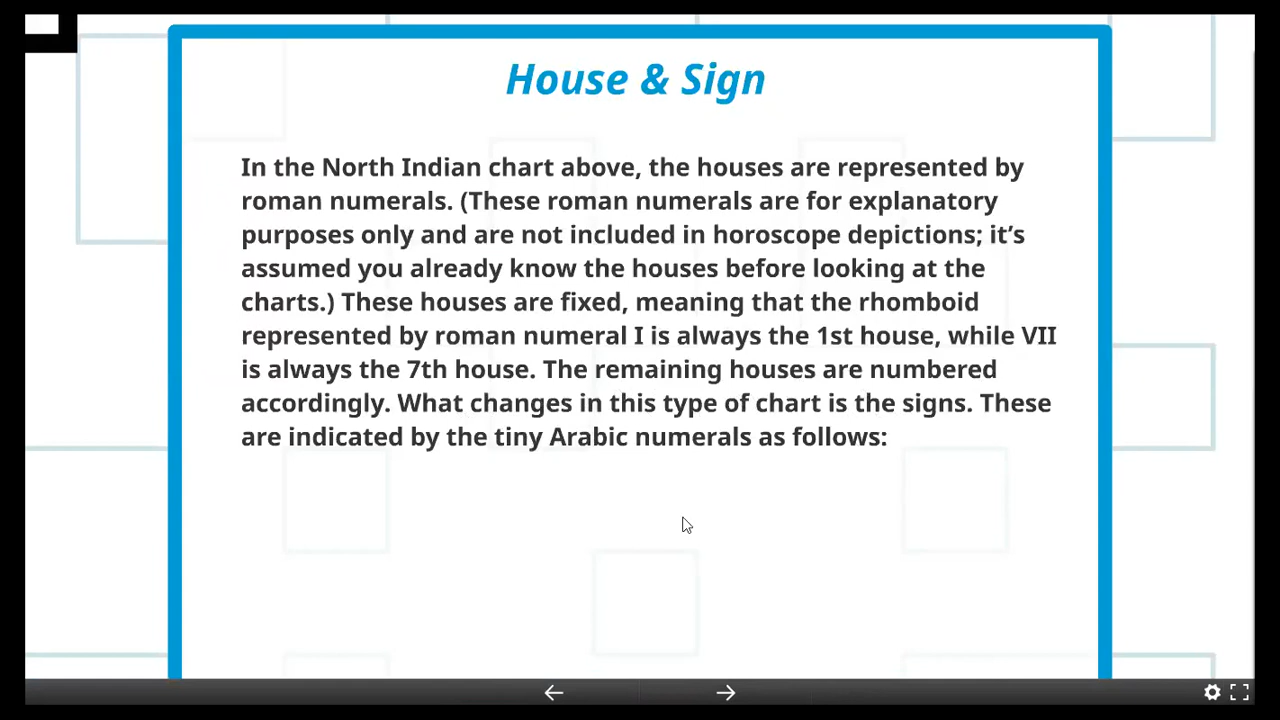 House & Sign
In the North Indian chart above, the houses are represented by
roman numerals. (These roman numerals are for explanatory
purposes only and are not included in horoscope depictions; it’s
assumed you already know the houses before looking at the
charts.) These houses are fixed, meaning that the rhomboid
represented by roman numeral I is always the 1st house, while VII
is always the 7th house. The remaining houses are numbered
accordingly. What changes in this type of chart is the signs. These
are indicated by the tiny Arabic numerals as follows: